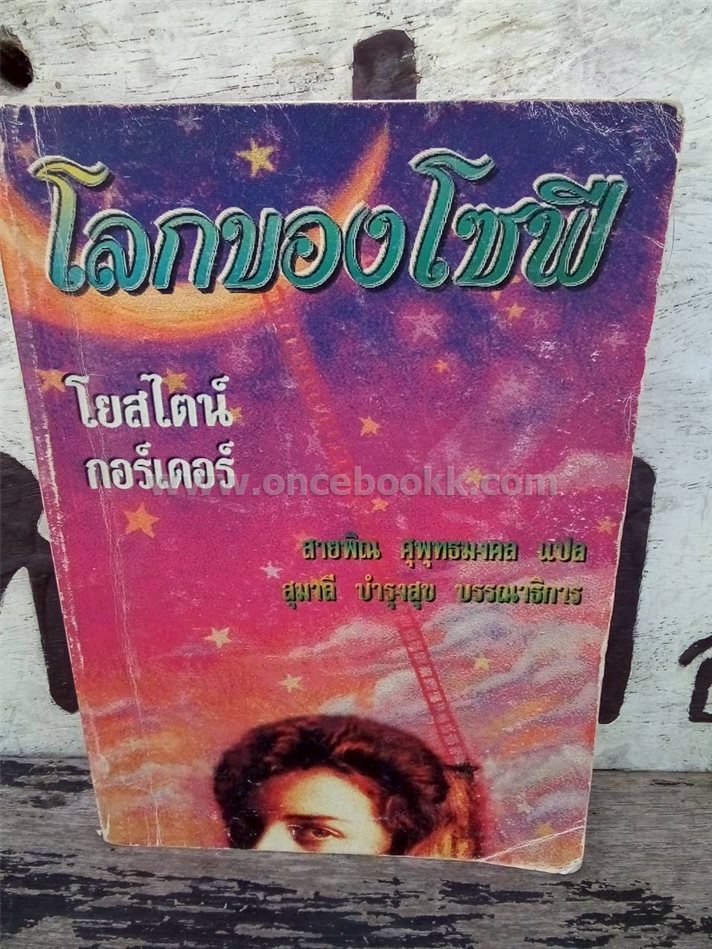 โลกของโซฟี
โยสไตน์
กอร์เดอร์
www.oncebookk.com
สายพิณ ศุพุทธมงคล แปล
สุมาลี บำรุงสุข บรรณาธิการ